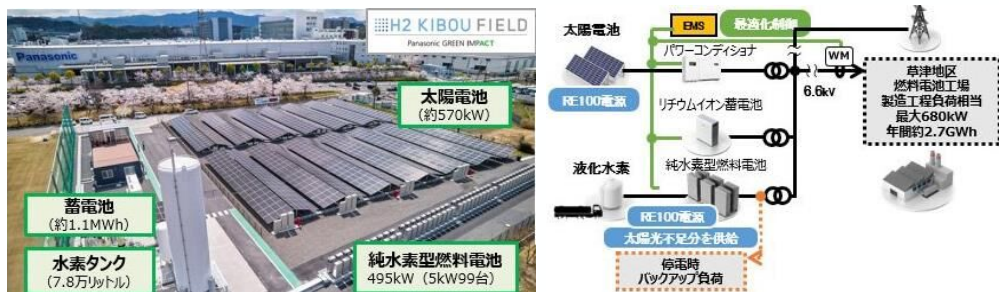 H2 KIBOU FIELD
Panasonic GREEN IMPACT
Panasonic
太陽電池
(約570kW)
蓄電池
(約1.1MWh)
水素タンク
(7.8万リットル)
純水素型燃料電池
495kW (5kW99台)
EMS
最適化制御
太陽電池
パワーコンディショナ
WM
RE100電源
リチウムイオン蓄電池
6.6kV
草津地区
燃料電池工場
製造工程負荷相当
最大680kW
年間約2.7GWh
純水素型燃料電池
液化水素
RE100電源
太陽光不足分を供給
停電時
バックアップ負荷